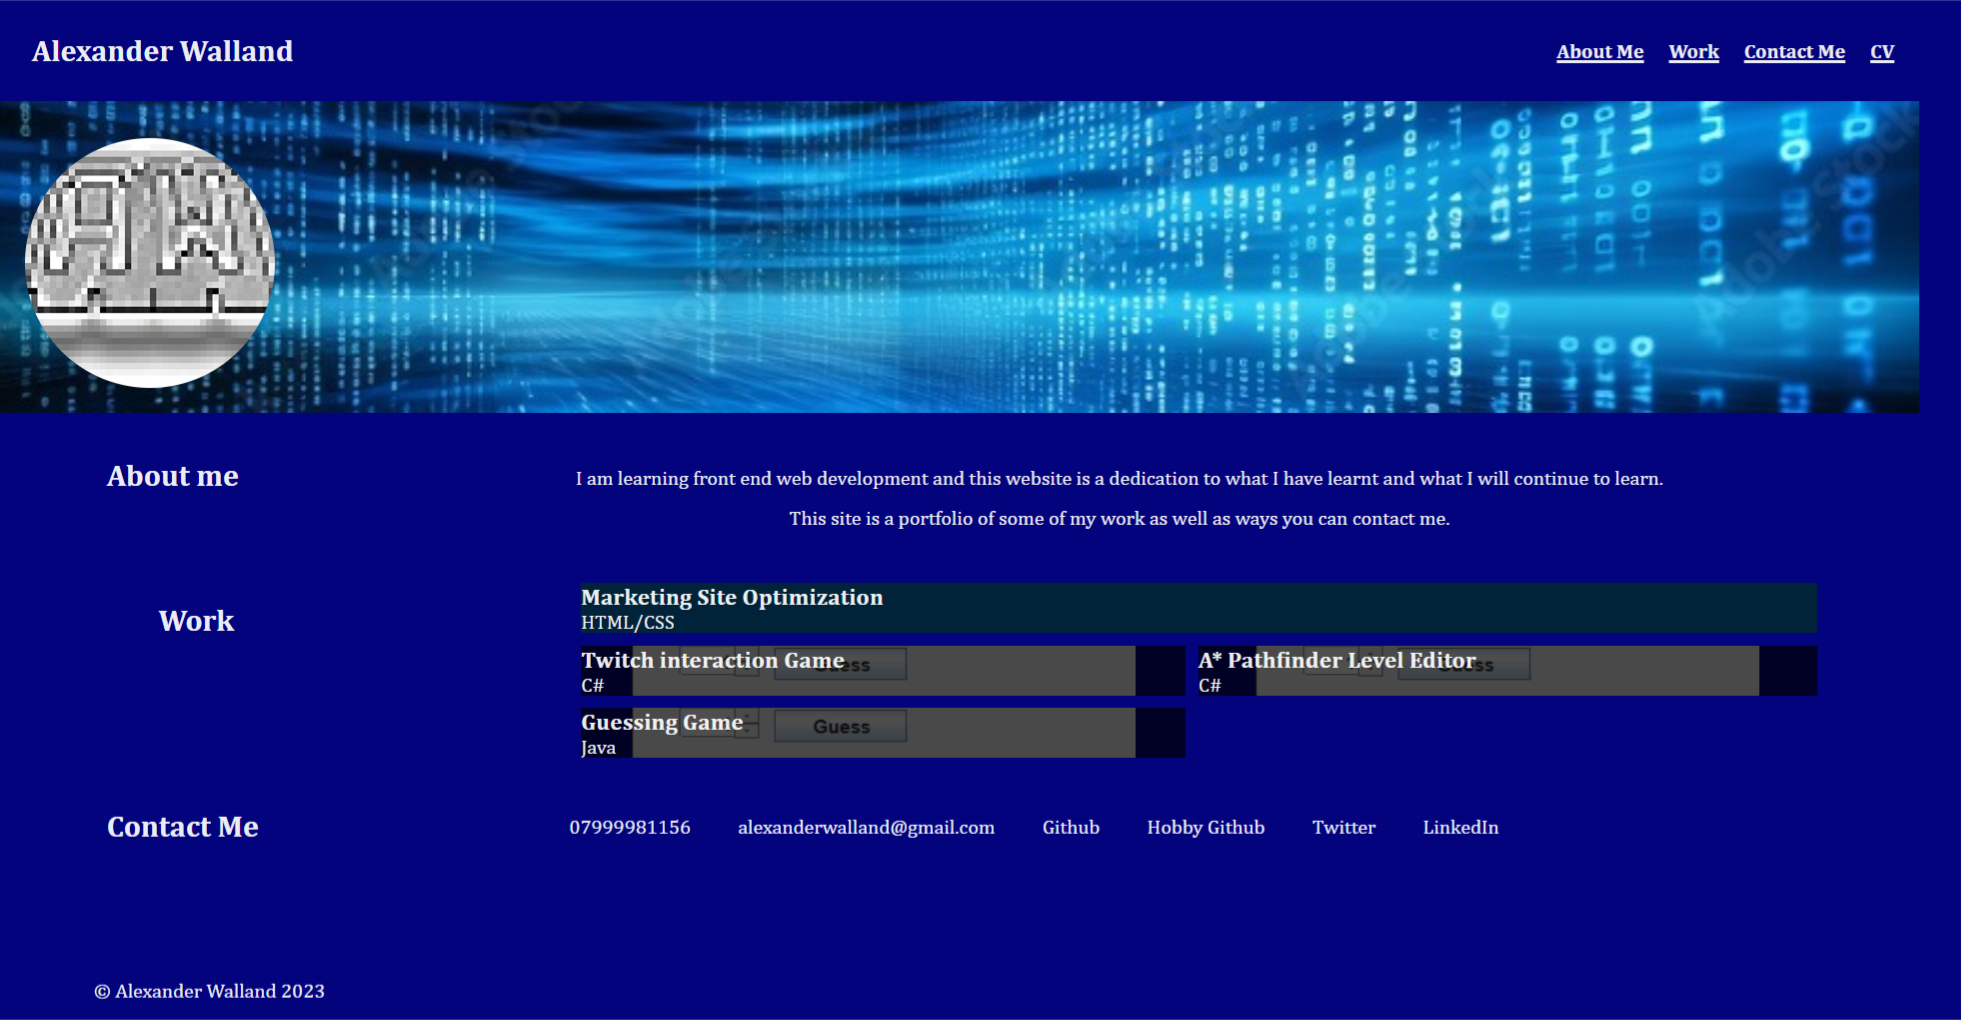 Alexander Walland
About Me Work Contact Me CV
Adobe Stock
AW
About me
I am learning front end web development and this website is a dedication to what I have learnt and what I will continue to learn.
This site is a portfolio of some of my work as well as ways you can contact me.
Work
Marketing Site Optimization
HTML/CSS
Twitch interaction Game
C#
A* Pathfinder Level Editor
C#
Guessing Game
Guess
Java
Contact Me
07999981156 alexanderwalland@gmail.com Github Hobby Github Twitter LinkedIn
© Alexander Walland 2023